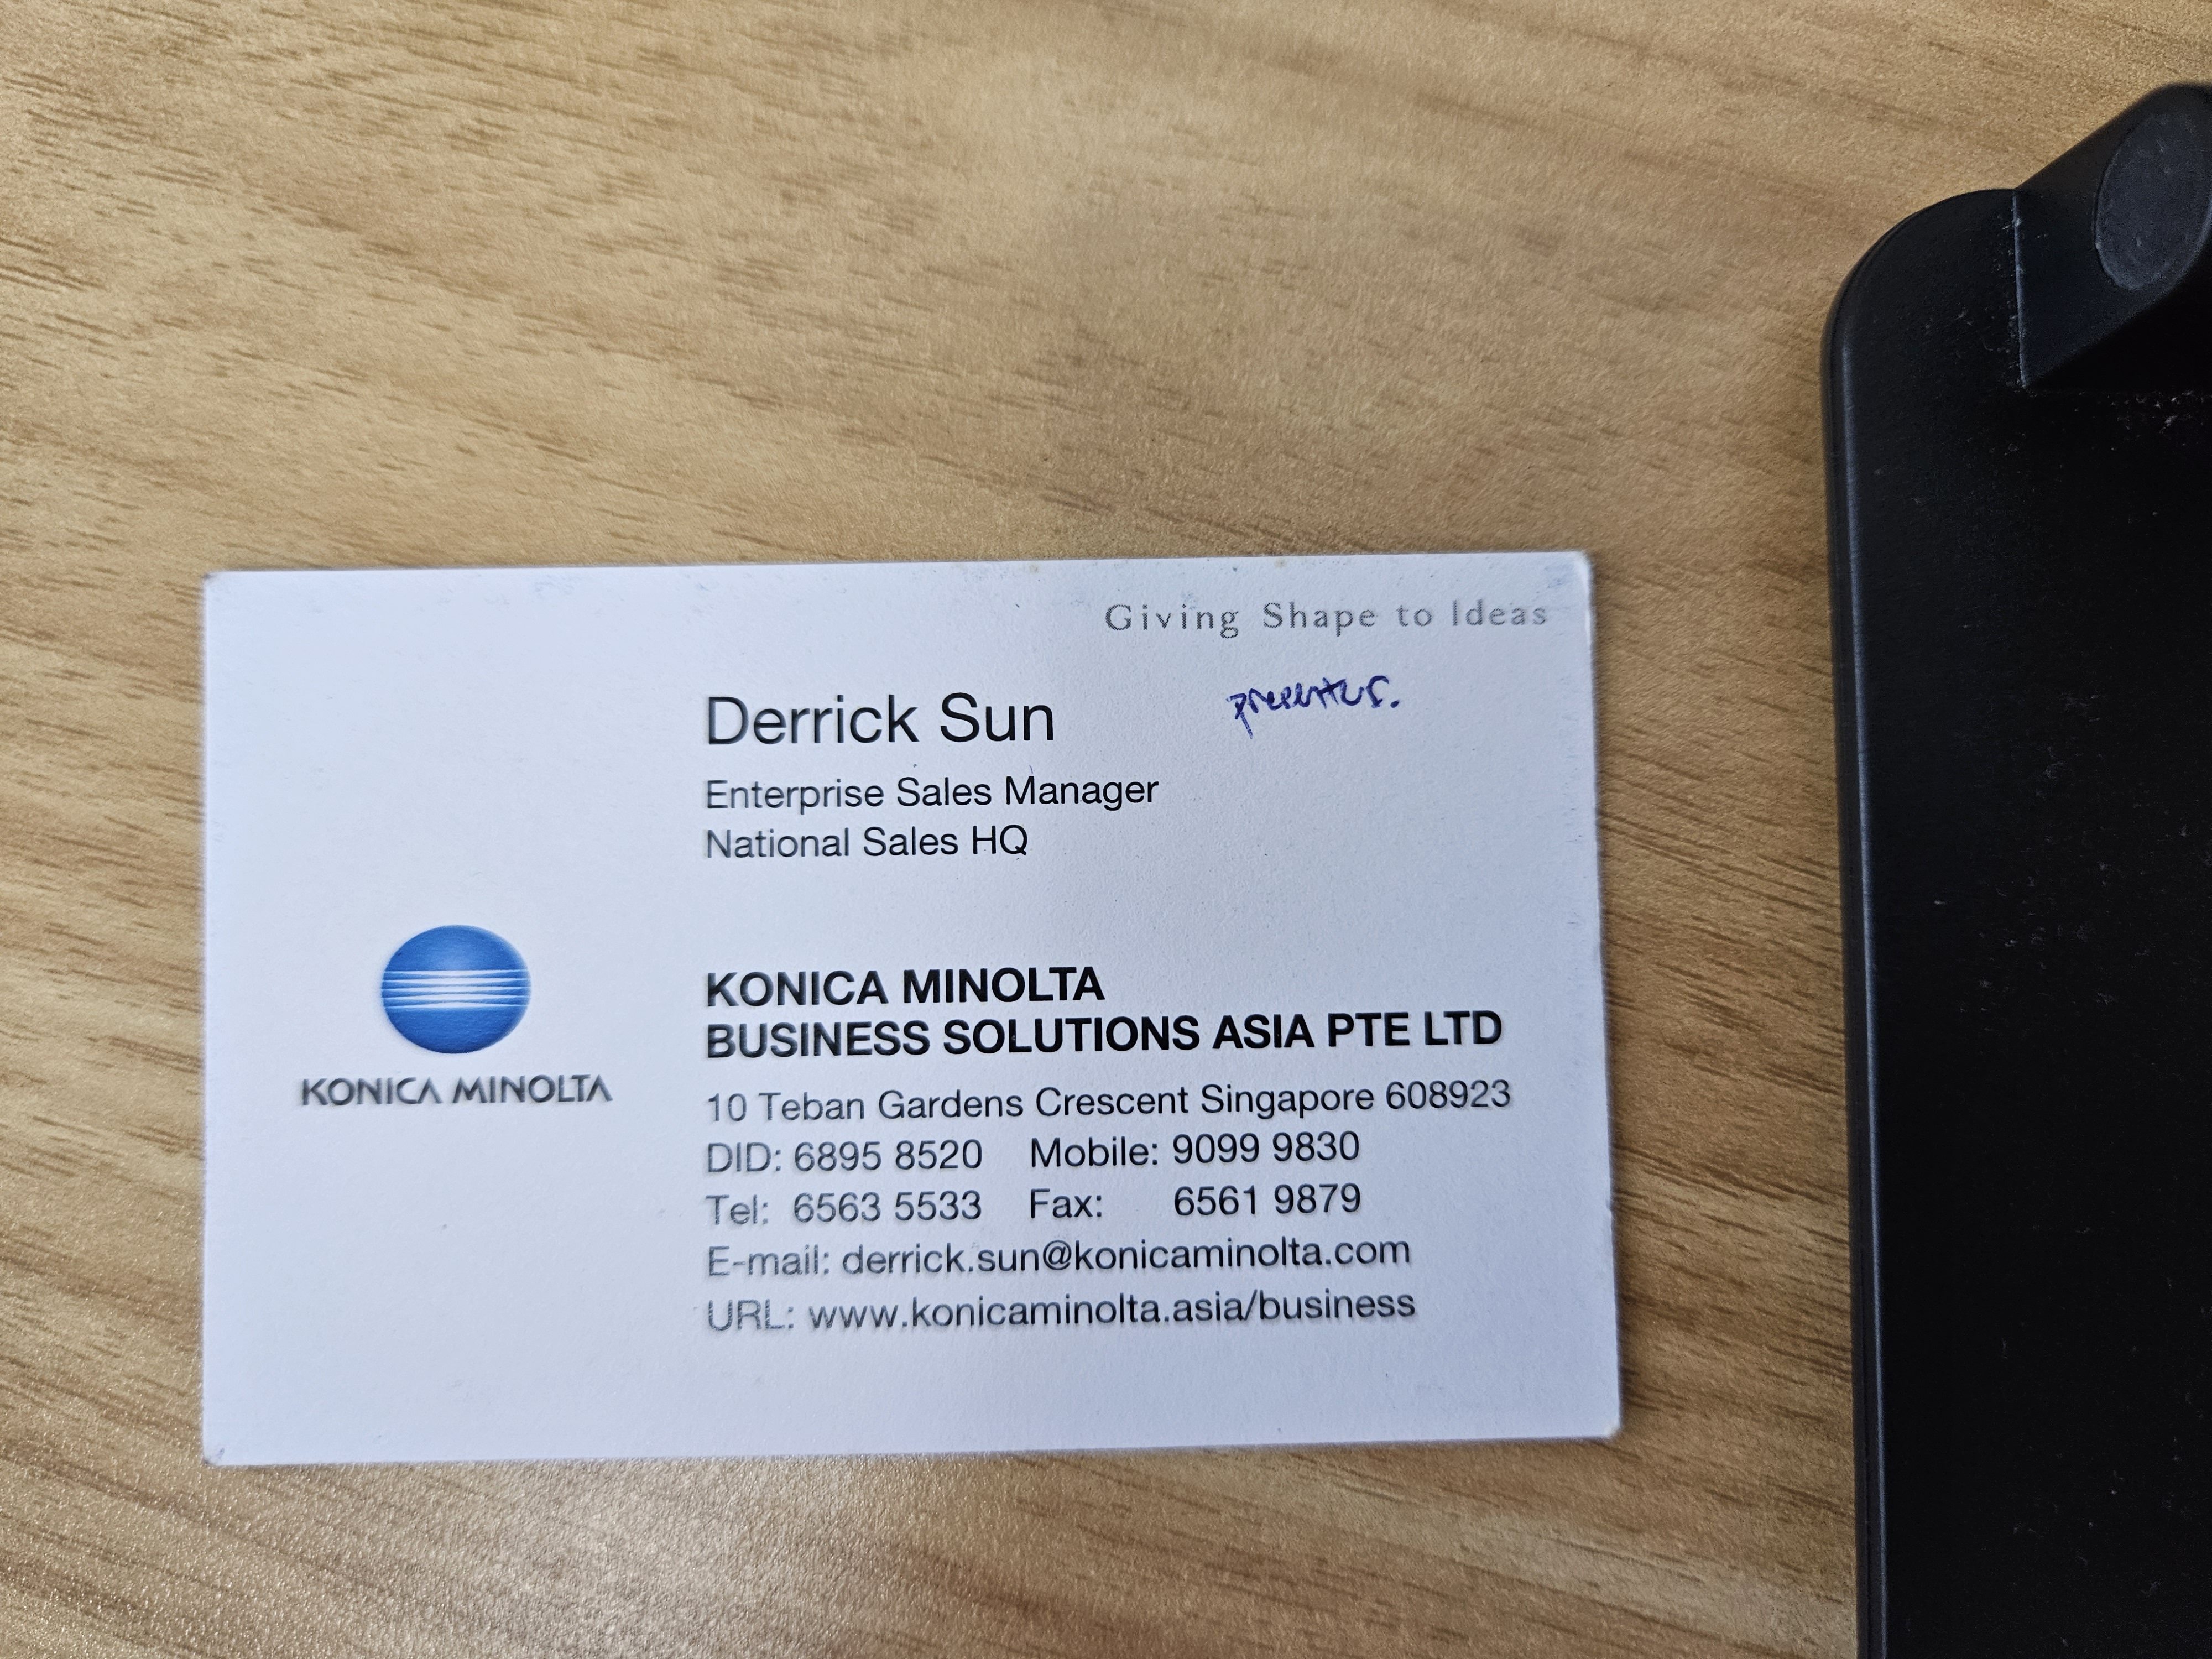 Giving Shape to Ideas
Derrick Sun
presenter.
Enterprise Sales Manager
National Sales HQ
KONICA MINOLTA
KONICA MINOLTA
BUSINESS SOLUTIONS ASIA PTE LTD
10 Teban Gardens Crescent Singapore 608923
DID: 6895 8520 Mobile: 9099 9830
Tel: 6563 5533 Fax: 6561 9879
E-mail: derrick.sun@konicaminolta.com
URL: www.konicaminolta.asia/business